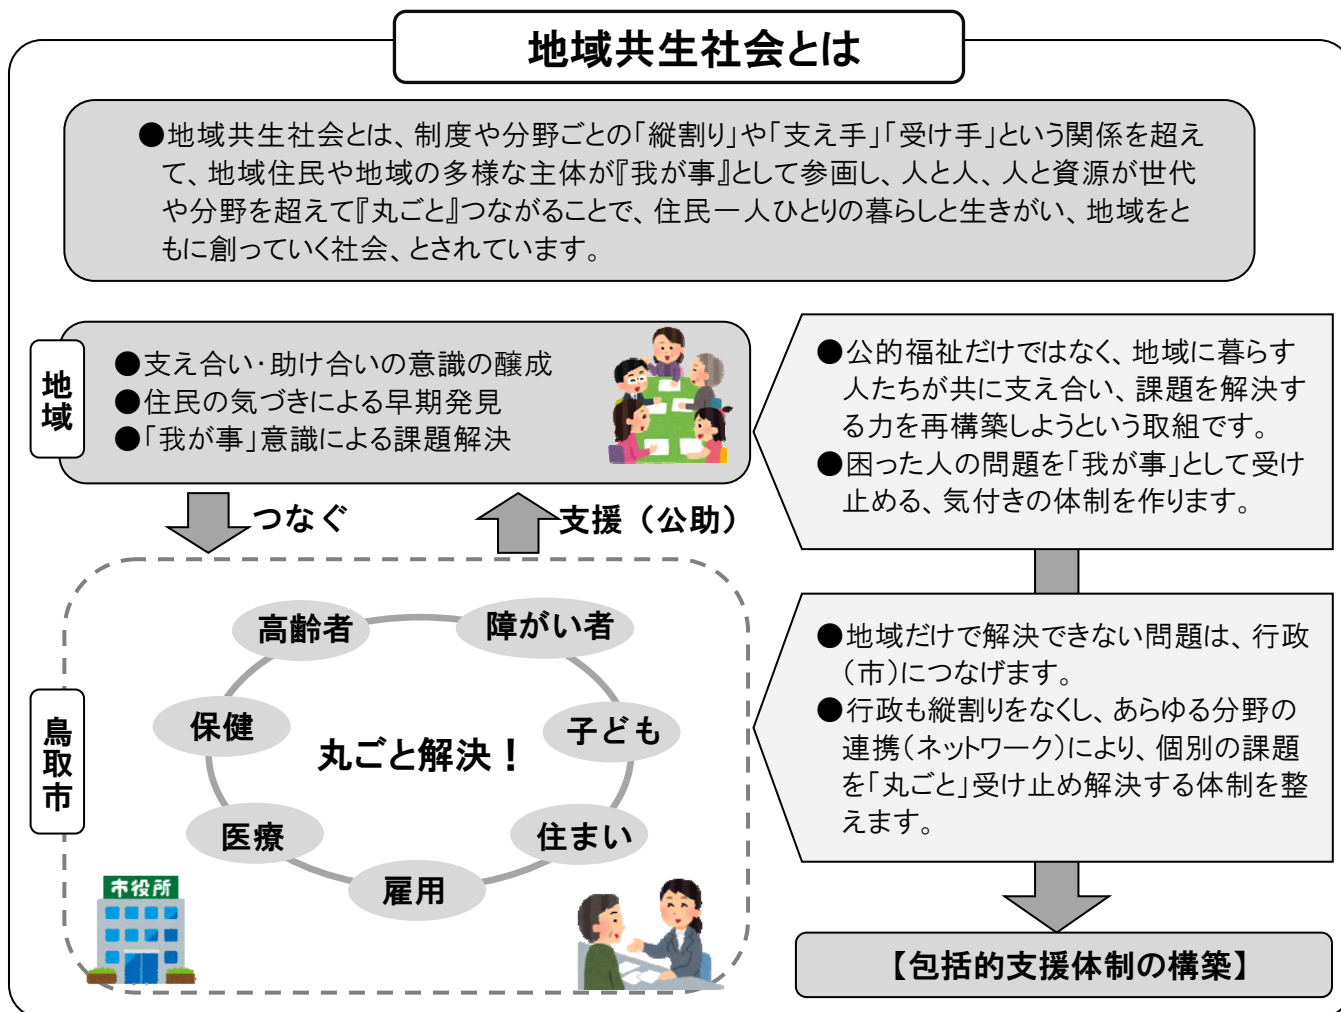 地域共生社会とは
●地域共生社会とは、制度や分野ごとの「縦割り」や「支え手」「受け手」という関係を超え
て、地域住民や地域の多様な主体が『我が事』として参画し、人と人、人と資源が世代
や分野を超えて『丸ごと』つながることで、住民一人ひとりの暮らしと生きがい、地域をと
もに創っていく社会、とされています。
地域
●支え合い・助け合いの意識の醸成
●住民の気づきによる早期発見
●「我が事」意識による課題解決
●公的福祉だけではなく、地域に暮らす
人たちが共に支え合い、課題を解決す
る力を再構築しようという取組です。
●困った人の問題を「我が事」として受け
止める、気付きの体制を作ります。
つなぐ
支援（公助）
鳥取市
高齢者
障がい者
保健
子ども
丸ごと解決！
医療
住まい
雇用
市役所
●地域だけで解決できない問題は、行政
（市）につなげます。
●行政も縦割りをなくし、あらゆる分野の
連携（ネットワーク）により、個別の課題
を「丸ごと」受け止め解決する体制を整
えます。
【包括的支援体制の構築】